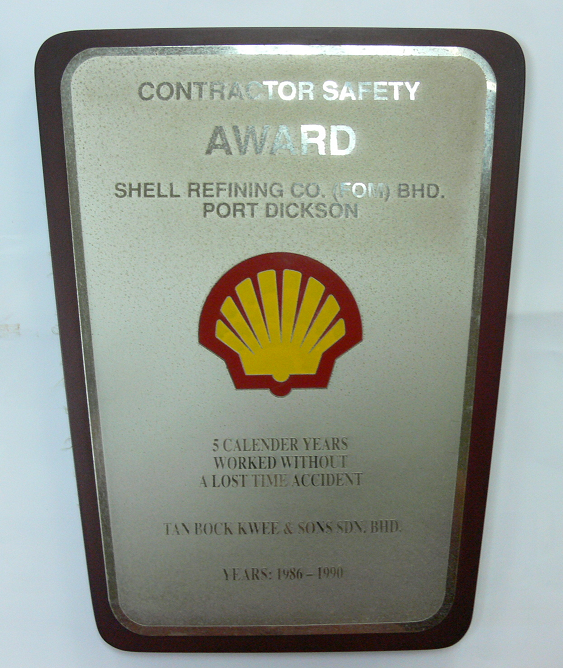 CONTRACTOR SAFETY
AWARD
SHELL REFINING CO. (FOM) BHD.
PORT DICKSON
5 CALENDER YEARS
WORKED WITHOUT
A LOST TIME ACCIDENT
TAN BOCK KWEE & SONS SDN. BHD.
YEARS: 1986 – 1990